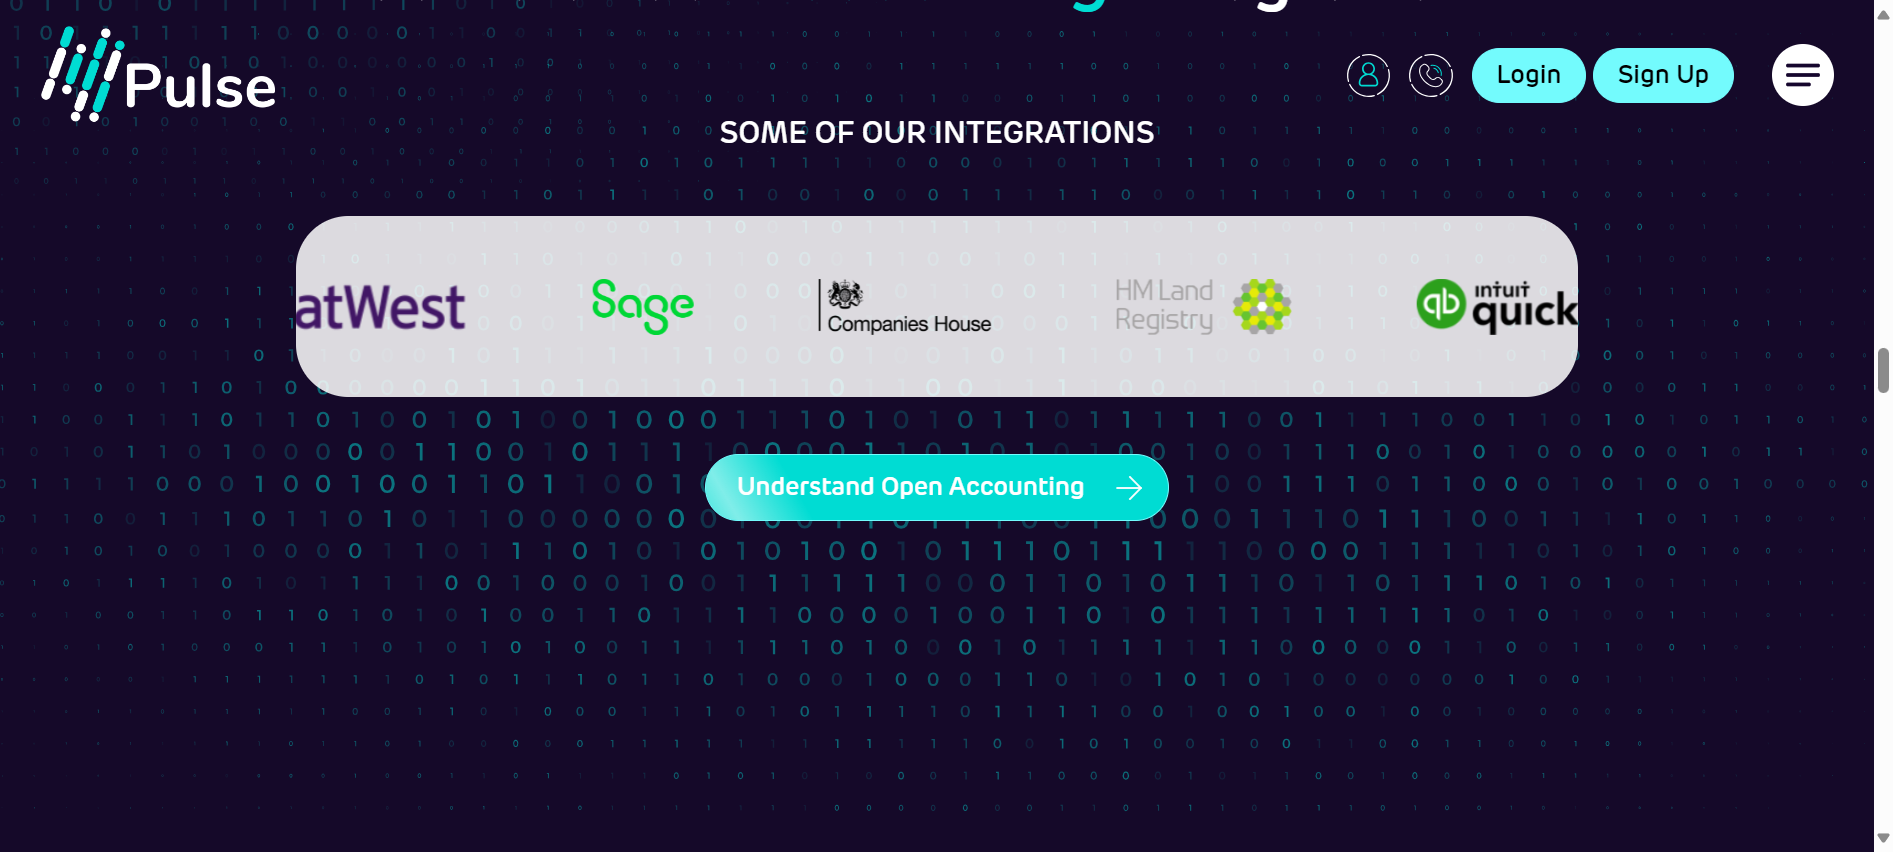 Pulse
Login
Sign Up
SOME OF OUR INTEGRATIONS
atWest
Sage
Companies House
HM Land
Registry
qb
intuit
quick
Understand Open Accounting